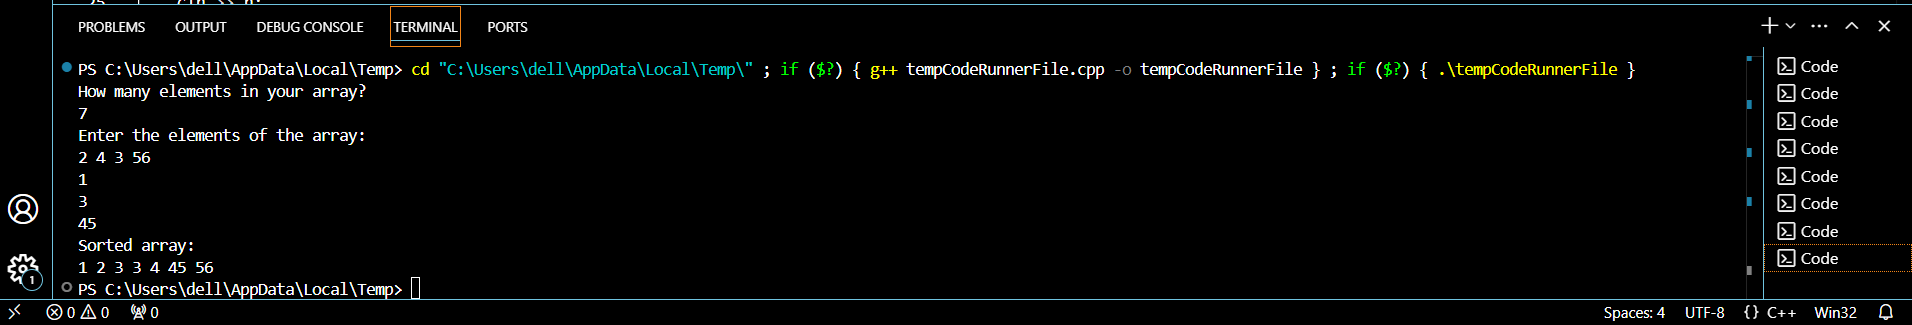 25 cin >> n;
PROBLEMS OUTPUT DEBUG CONSOLE TERMINAL PORTS
PS C:\Users\dell\AppData\Local\Temp> cd "C:\Users\dell\AppData\Local\Temp\" ; if ($?) { g++ tempCodeRunnerFile.cpp -o tempCodeRunnerFile } ; if ($?) { .\tempCodeRunnerFile }
How many elements in your array?
7
Enter the elements of the array:
2 4 3 56
1
3
45
Sorted array:
1 2 3 3 4 45 56
PS C:\Users\dell\AppData\Local\Temp>
Code
Code
Code
Code
Code
Code
Code
Code
1
0 0 0 Spaces: 4 UTF-8 {} C++ Win32